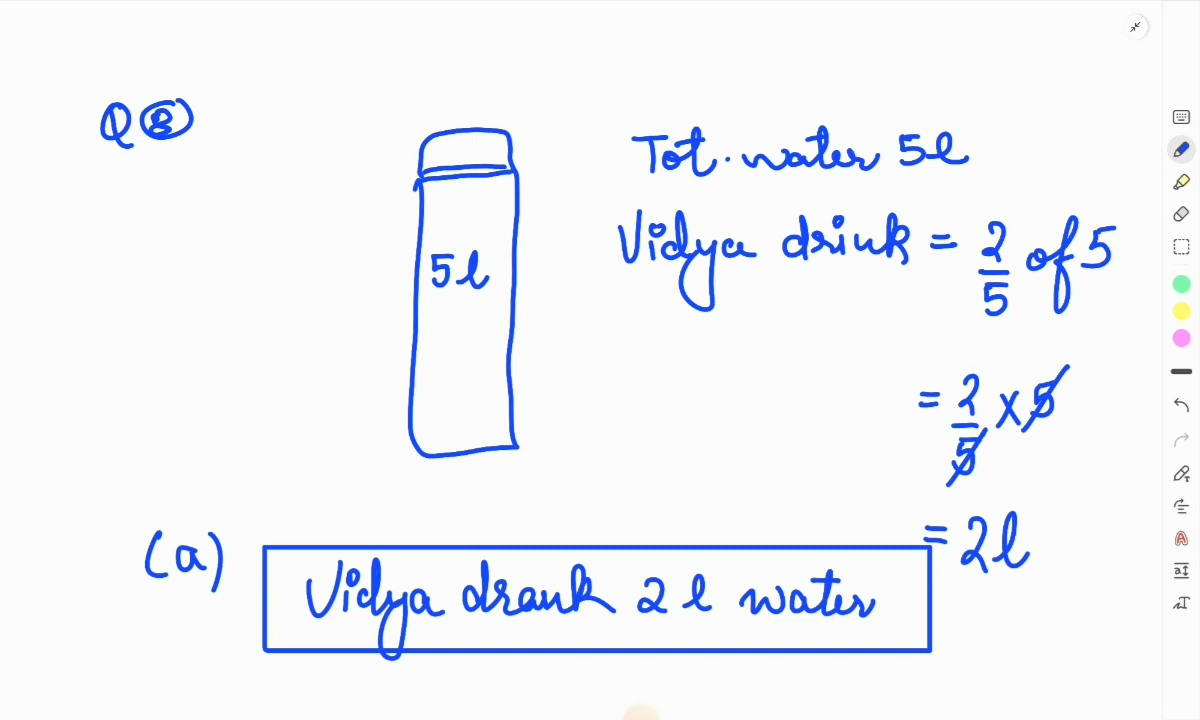 Q 8
5l
Tot. water 5l
Vidya drink = 2/5 of 5
= 2/5 x 5
= 2l
(a) Vidya drank 2 l water